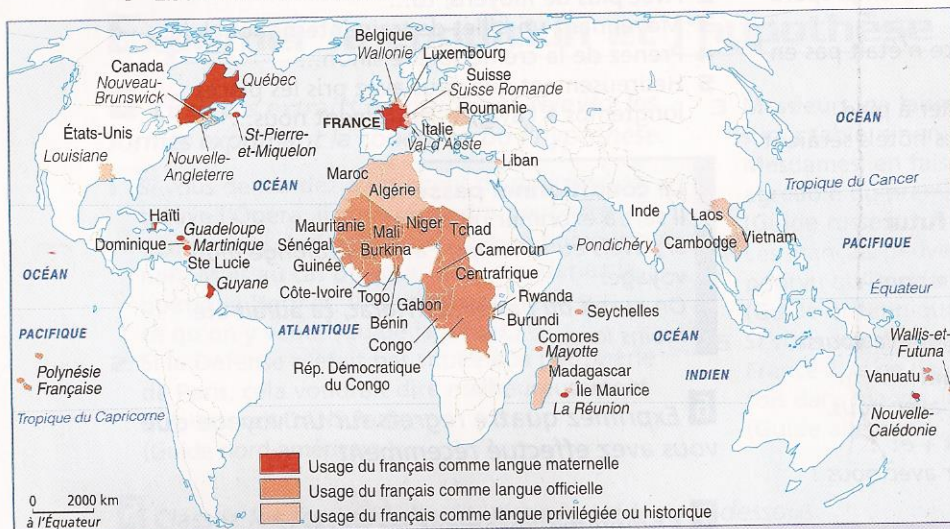 Belgique
Wallonie
Luxembourg
Suisse
Suisse Romande
Roumanie
FRANCE
Italie
Val d'Aoste
Canada
Nouveau-
Brunswick
Québec
États-Unis
Louisiane
St-Pierre-
et-Miquelon
Nouvelle-
Angleterre
OCÉAN
Maroc
Algérie
Liban
OCÉAN
Tropique du Cancer
Haïti
Guadeloupe
Dominique
Martinique
Ste Lucie
Guyane
Mauritanie
Mali
Niger
Tchad
Sénégal
Burkina
Cameroun
Guinée
Centrafrique
Côte-Ivoire
Togo
Gabon
Bénin
Congo
Rwanda
Burundi
Rép. Démocratique
du Congo
Inde
Laos
Pondichéry
Cambodge
Vietnam
PACIFIQUE
OCÉAN
Équateur
Seychelles
PACIFIQUE
ATLANTIQUE
OCÉAN
Comores
Mayotte
Madagascar
Île Maurice
La Réunion
INDIEN
Wallis-et-
Futuna
Vanuatu
Nouvelle-
Calédonie
Polynésie
Française
Tropique du Capricorne
Usage du français comme langue maternelle
Usage du français comme langue officielle
Usage du français comme langue privilégiée ou historique
0 2000 km
à l'Équateur